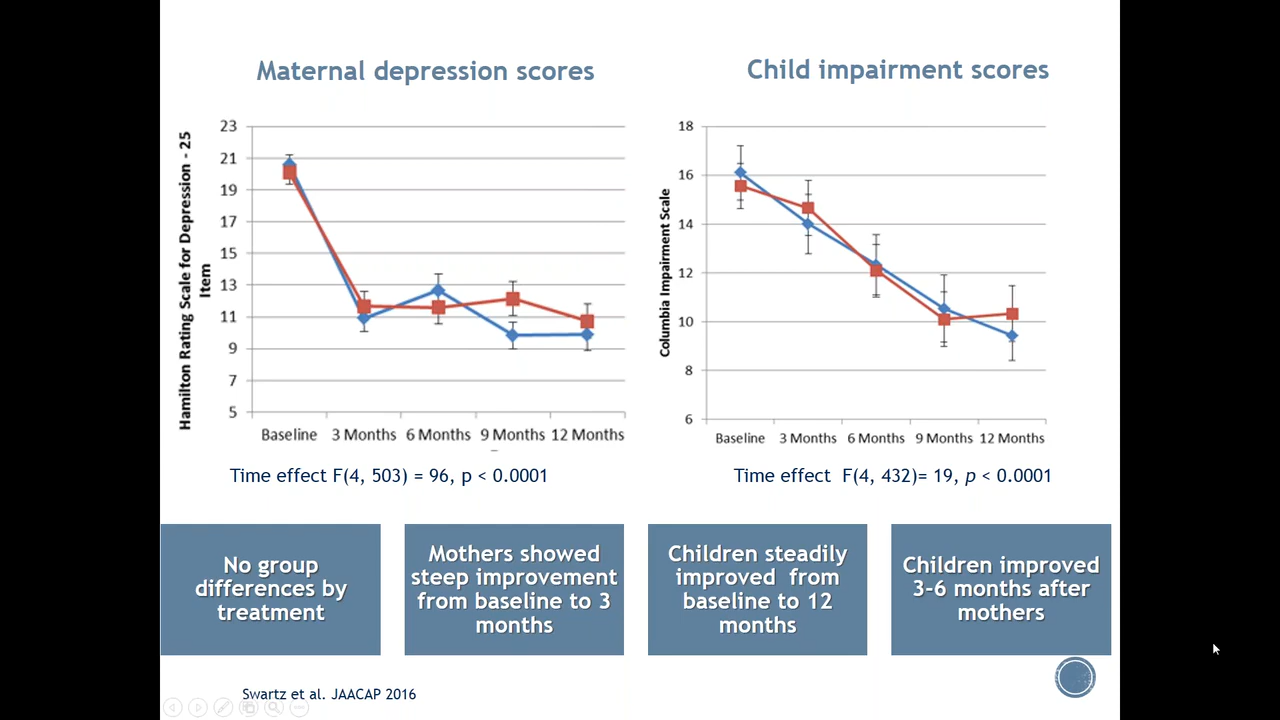 Maternal depression scores
Child impairment scores
Hamilton Rating Scale for Depression - 25
Item
23
21
19
17
15
13
11
9
7
5
Baseline
3 Months
6 Months
9 Months
12 Months
Columbia Impairment Scale
18
16
14
12
10
8
6
Baseline
3 Months
6 Months
9 Months
12 Months
Time effect F(4, 503) = 96, p < 0.0001
Time effect F(4, 432)= 19, p < 0.0001
No group
differences by
treatment
Mothers showed
steep improvement
from baseline to 3
months
Children steadily
improved from
baseline to 12
months
Children improved
3-6 months after
mothers
Swartz et al. JAACAP 2016